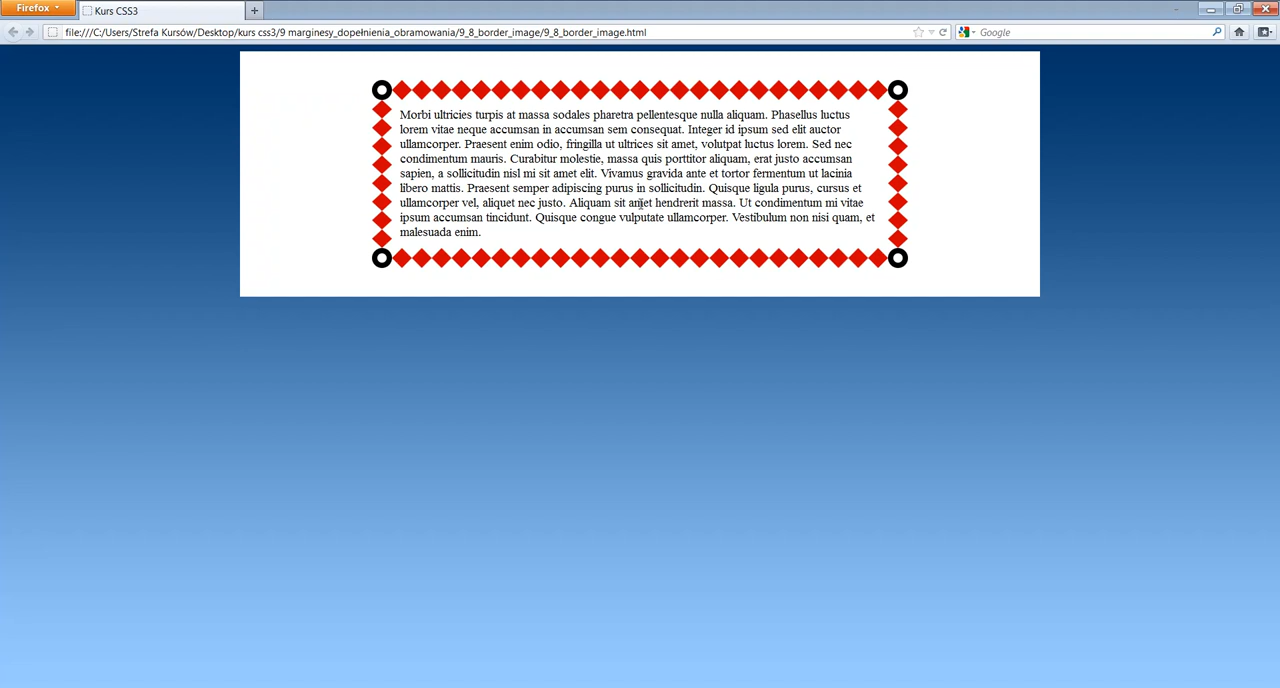 Firefox
Kurs CSS3
file:///C:/Users/Strefa Kursów/Desktop/kurs css3/9 marginesy_dopełnienia_obramowania/9_8_border_image/9_8_border_image.html
Google
Morbi ultricies turpis at massa sodales pharetra pellentesque nulla aliquam. Phasellus luctus
lorem vitae neque accumsan in accumsan sem consequat. Integer id ipsum sed elit auctor
ullamcorper. Praesent enim odio, fringilla ut ultrices sit amet, volutpat luctus lorem. Sed nec
condimentum mauris. Curabitur molestie, massa quis porttitor aliquam, erat justo accumsan
sapien, a sollicitudin nisl mi sit amet elit. Vivamus gravida ante et tortor fermentum ut lacinia
libero mattis. Praesent semper adipiscing purus in sollicitudin. Quisque ligula purus, cursus et
ullamcorper vel, aliquet nec justo. Aliquam sit amet hendrerit massa. Ut condimentum mi vitae
ipsum accumsan tincidunt. Quisque congue vulputate ullamcorper. Vestibulum non nisi quam, et
malesuada enim.